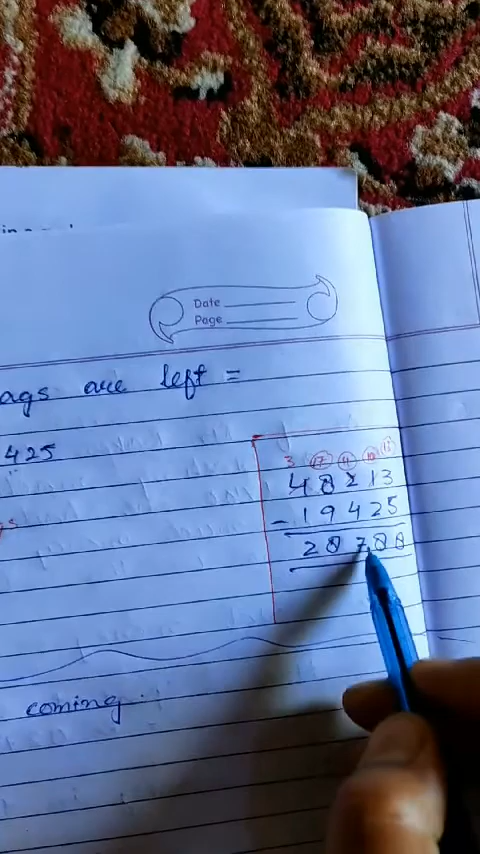 Date
Page
ags are left =
425
3 17 11 10 13
48213
- 19425
28788
coming.